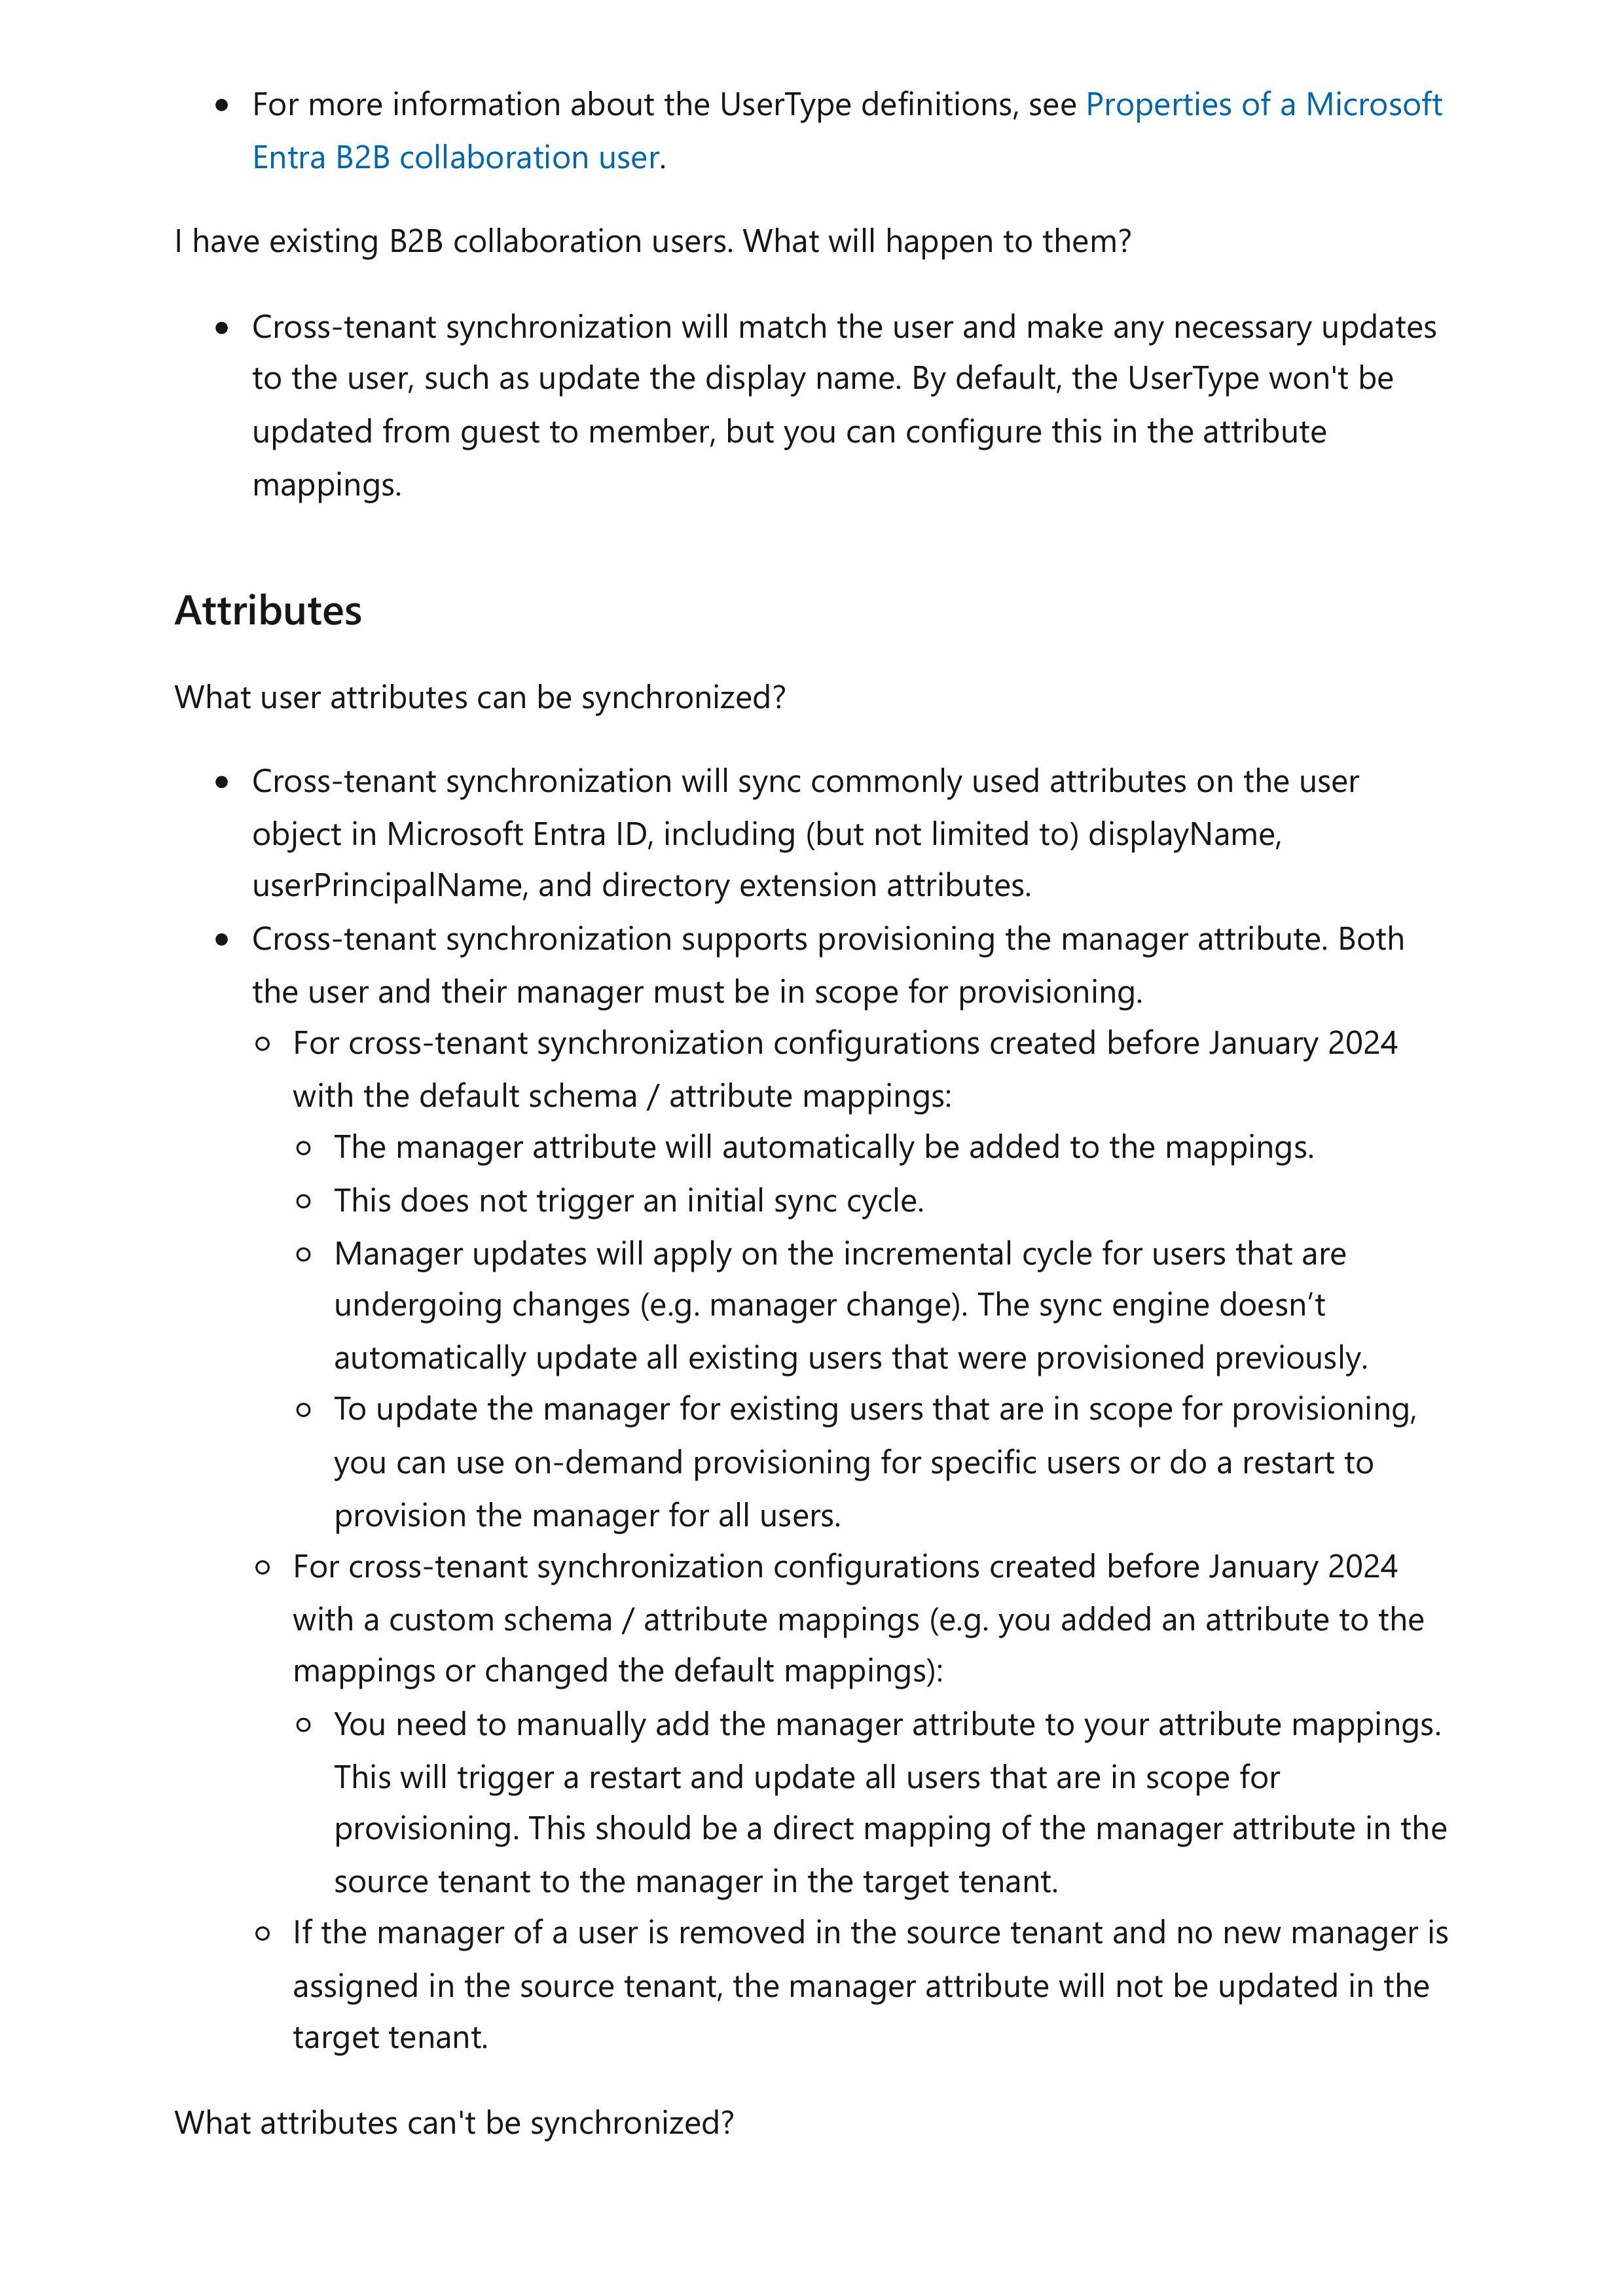 • For more information about the UserType definitions, see Properties of a Microsoft
Entra B2B collaboration user.
I have existing B2B collaboration users. What will happen to them?
• Cross-tenant synchronization will match the user and make any necessary updates
to the user, such as update the display name. By default, the UserType won't be
updated from guest to member, but you can configure this in the attribute
mappings.
Attributes
What user attributes can be synchronized?
• Cross-tenant synchronization will sync commonly used attributes on the user
object in Microsoft Entra ID, including (but not limited to) displayName,
userPrincipalName, and directory extension attributes.
• Cross-tenant synchronization supports provisioning the manager attribute. Both
the user and their manager must be in scope for provisioning.
○ For cross-tenant synchronization configurations created before January 2024
with the default schema / attribute mappings:
○ The manager attribute will automatically be added to the mappings.
○ This does not trigger an initial sync cycle.
○ Manager updates will apply on the incremental cycle for users that are
undergoing changes (e.g. manager change). The sync engine doesn’t
automatically update all existing users that were provisioned previously.
○ To update the manager for existing users that are in scope for provisioning,
you can use on-demand provisioning for specific users or do a restart to
provision the manager for all users.
○ For cross-tenant synchronization configurations created before January 2024
with a custom schema / attribute mappings (e.g. you added an attribute to the
mappings or changed the default mappings):
○ You need to manually add the manager attribute to your attribute mappings.
This will trigger a restart and update all users that are in scope for
provisioning. This should be a direct mapping of the manager attribute in the
source tenant to the manager in the target tenant.
○ If the manager of a user is removed in the source tenant and no new manager is
assigned in the source tenant, the manager attribute will not be updated in the
target tenant.
What attributes can't be synchronized?